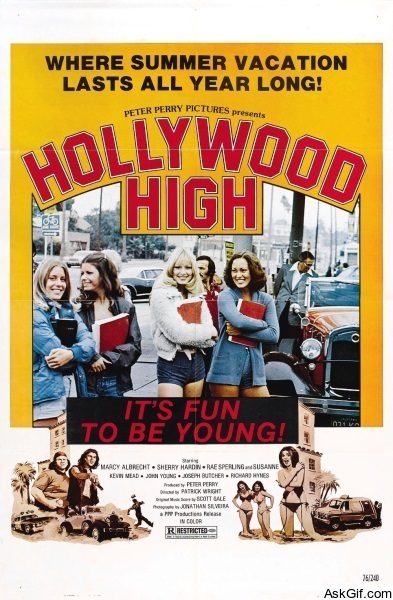 WHERE SUMMER VACATION
LASTS ALL YEAR LONG!
PETER PERRY PICTURES presents
HOLLYWOOD
HIGH
IT'S FUN
TO BE YOUNG!
Starring
MARCY ALBRECHT • SHERRY HARDIN • RAE SPERLING and SUSANNE
KEVIN MEAD • JOHN YOUNG • JOSEPH BUTCHER • RICHARD HYNES
Produced by PETER PERRY
Directed by PATRICK WRIGHT
Original Music Score by SCOTT GALE
Photography by JONATHAN SILVEIRA
a PPP Productions Release
IN COLOR
R RESTRICTED
76/240
AskGif.com